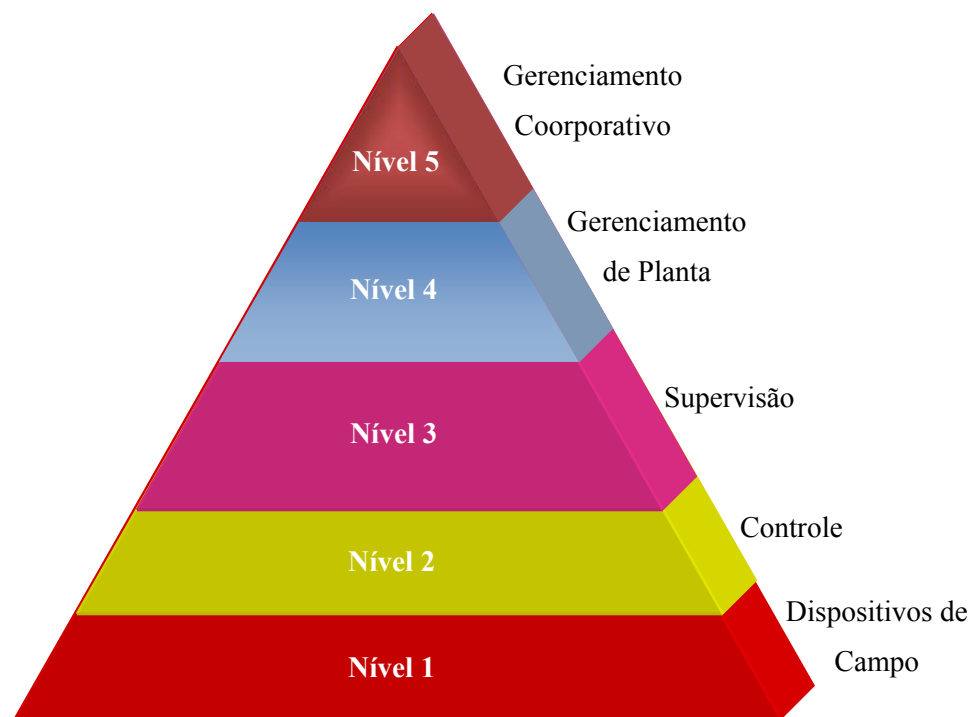 Gerenciamento
Coorporativo
Nível 5
Gerenciamento
de Planta
Nível 4
Supervisão
Nível 3
Controle
Nível 2
Dispositivos de
Campo
Nível 1